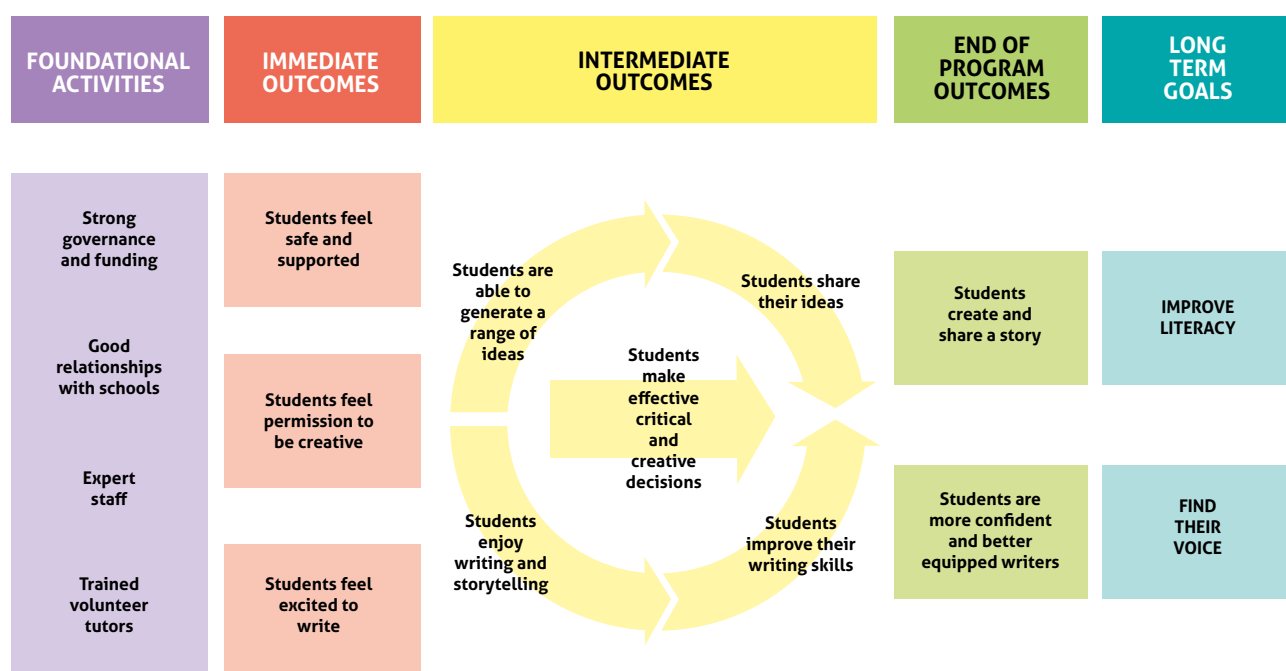 FOUNDATIONAL
ACTIVITIES
IMMEDIATE
OUTCOMES
INTERMEDIATE
OUTCOMES
END OF
PROGRAM
OUTCOMES
LONG
TERM
GOALS
Strong
governance
and funding
Good
relationships
with schools
Expert
staff
Trained
volunteer
tutors
Students feel
safe and
supported
Students feel
permission to
be creative
Students feel
excited to
write
Students are
able to
generate a
range of
ideas
Students share
their ideas
Students
make
effective
critical
and
creative
decisions
Students
enjoy
writing and
storytelling
Students
improve their
writing skills
Students
create and
share a story
Students are
more confident
and better
equipped writers
IMPROVE
LITERACY
FIND
THEIR
VOICE